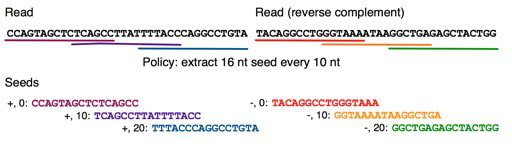 Read
Read (reverse complement)
CCAGTAGCTCTCAGCCTTATTTTACCCAGGCCTGTA
TACAGGCCTGGGTAAAATAAGGCTGAGAGCTACTGG
Policy: extract 16 nt seed every 10 nt
Seeds
+, 0: CCAGTAGCTCTCAGCC
+, 10: TCAGCCTTATTTTACC
+, 20: TTTACCCAGGCCTGTA
-, 0: TACAGGCCTGGGTAAA
-, 10: GGTAAAATAAGGCTGA
-, 20: GGCTGAGAGCTACTGG